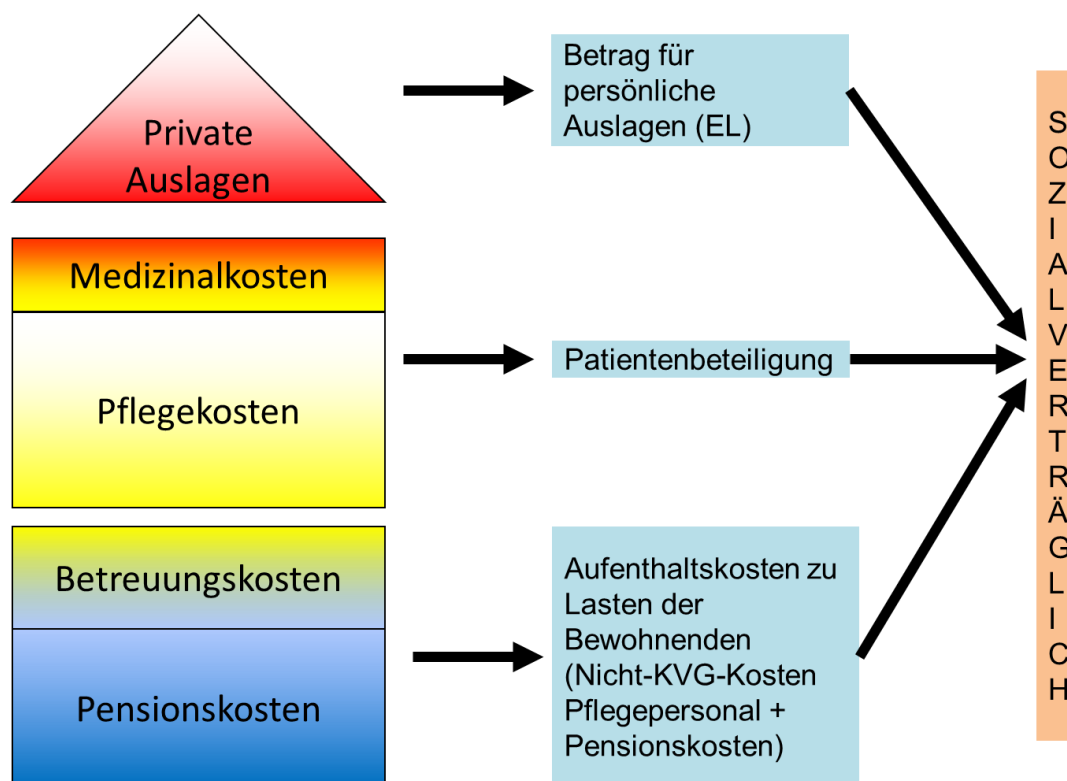 Private
Auslagen
Betrag für
persönliche
Auslagen (EL)
Medizinalkosten
Pflegekosten
Patientenbeteiligung
Betreuungskosten
Pensionskosten
Aufenthaltskosten zu
Lasten der
Bewohnenden
(Nicht-KVG-Kosten
Pflegepersonal +
Pensionskosten)
S
O
Z
I
A
L
V
E
R
T
R
Ä
G
L
I
C
H